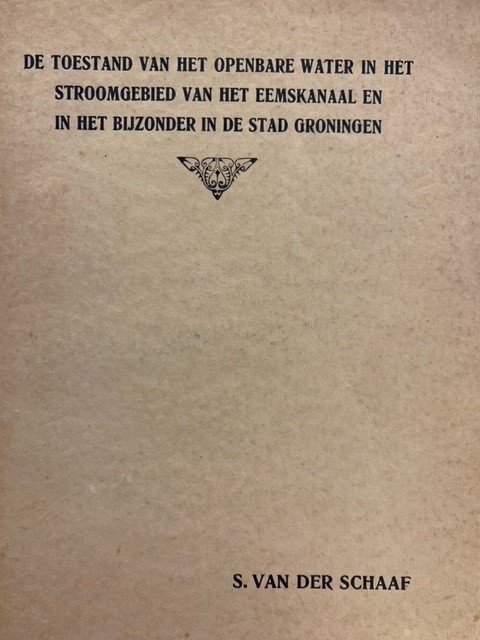 DE TOESTAND VAN HET OPENBARE WATER IN HET
STROOMGEBIED VAN HET EEMSKANAAL EN
IN HET BIJZONDER IN DE STAD GRONINGEN
S. VAN DER SCHAAF